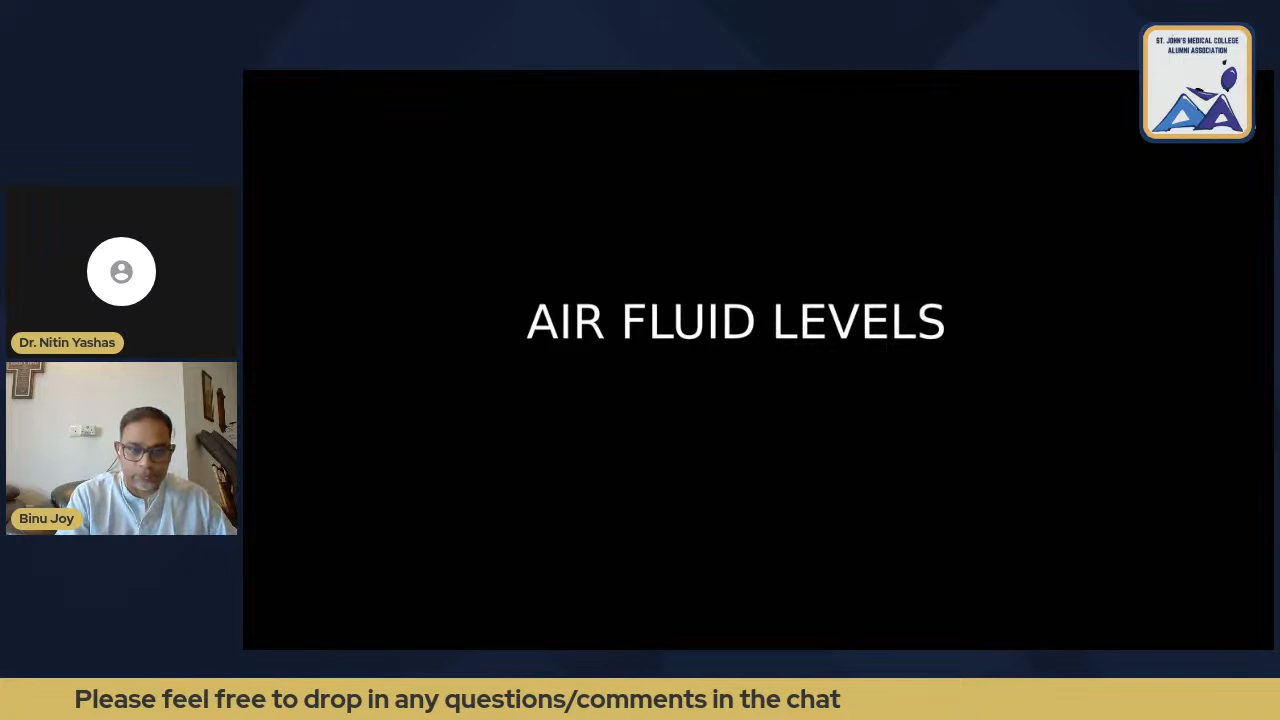 ST. JOHN'S MEDICAL COLLEGE
ALUMNI ASSOCIATION
AIR FLUID LEVELS
Dr. Nitin Yashas
Binu Joy
Please feel free to drop in any questions/comments in the chat